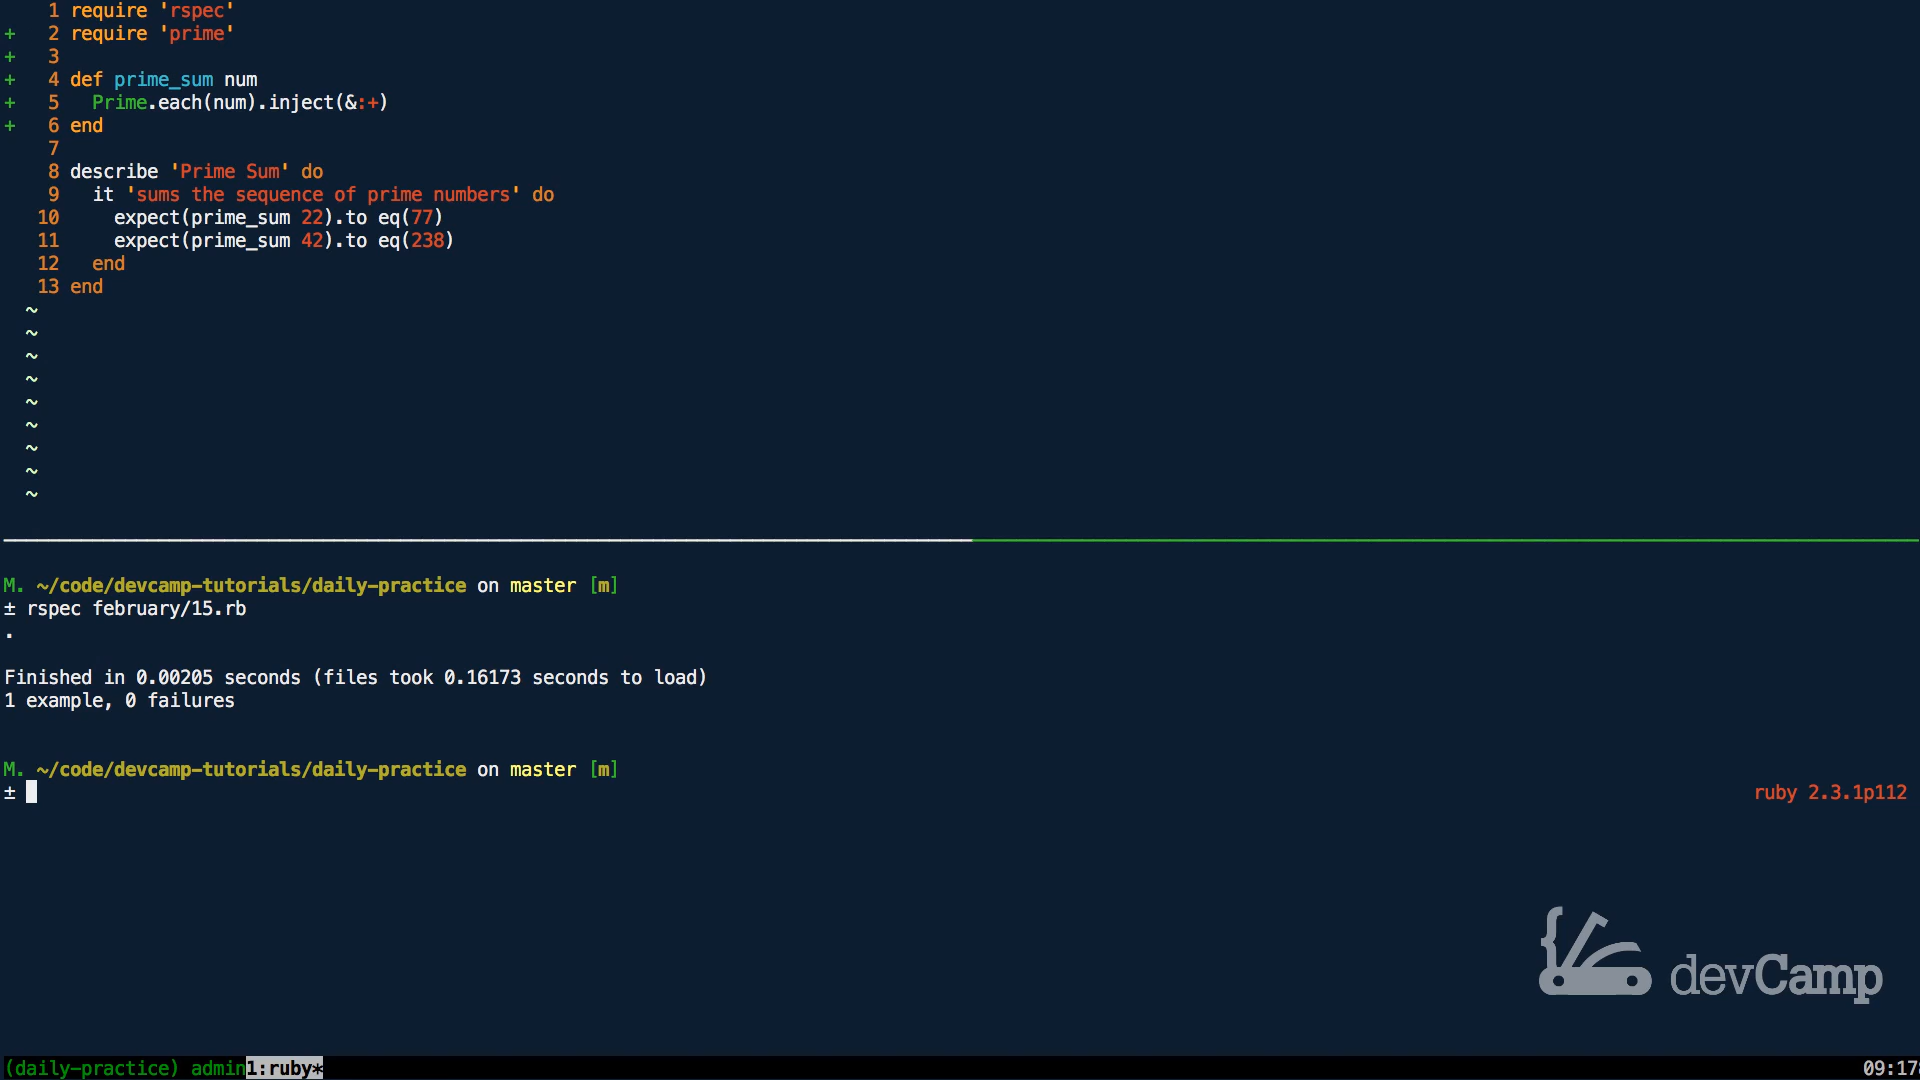 1 require 'rspec'
+ 2 require 'prime'
+ 3
+ 4 def prime_sum num
+ 5   Prime.each(num).inject(&:+)
+ 6 end
7
8 describe 'Prime Sum' do
9   it 'sums the sequence of prime numbers' do
10     expect(prime_sum 22).to eq(77)
11     expect(prime_sum 42).to eq(238)
12   end
13 end
~
~
~
~
~
~
~
~
~
M. ~/code/devcamp-tutorials/daily-practice on master [m]
± rspec february/15.rb
.
Finished in 0.00205 seconds (files took 0.16173 seconds to load)
1 example, 0 failures
M. ~/code/devcamp-tutorials/daily-practice on master [m]
±
ruby 2.3.1p112
devCamp
(daily-practice) admin1:ruby*
09:17